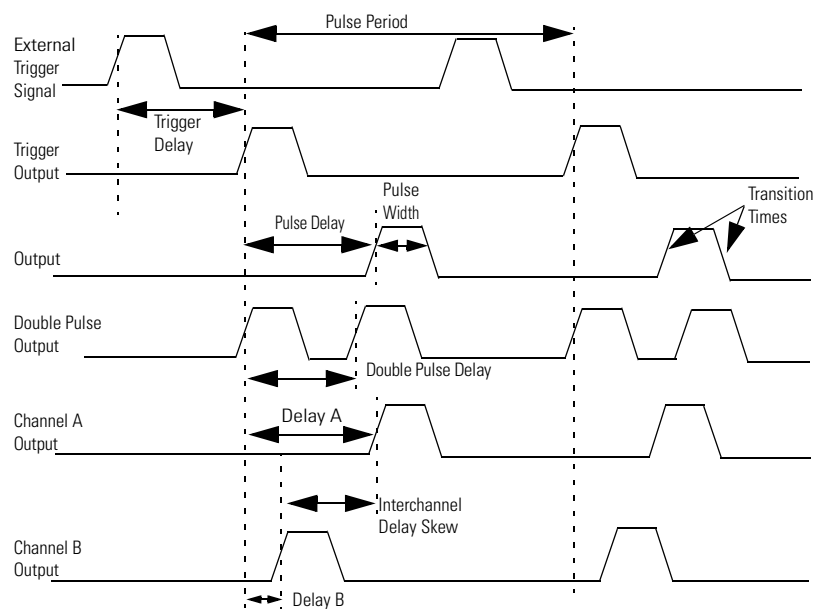 Pulse Period
External
Trigger
Signal
Trigger
Delay
Trigger
Output
Pulse
Width
Transition
Times
Pulse Delay
Output
Double Pulse
Output
Double Pulse Delay
Channel A
Output
Delay A
Interchannel
Delay Skew
Channel B
Output
Delay B